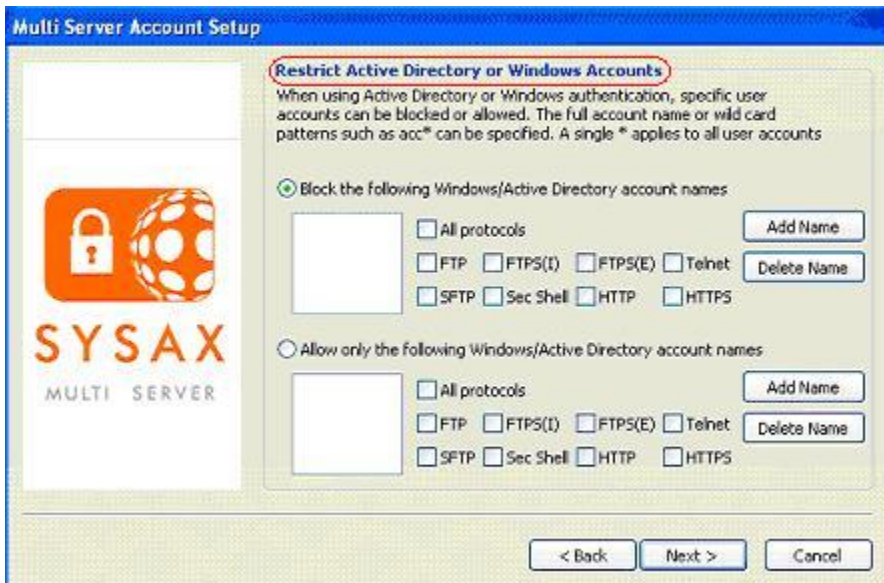 Multi Server Account Setup
Restrict Active Directory or Windows Accounts
When using Active Directory or Windows authentication, specific user
accounts can be blocked or allowed. The full account name or wild card
patterns such as acc* can be specified. A single * applies to all user accounts
Block the following Windows/Active Directory account names
All protocols
Add Name
FTP FTPS(I) FTPS(E) Telnet
Delete Name
SFTP Sec Shell HTTP HTTPS
SYSAX
MULTI SERVER
Allow only the following Windows/Active Directory account names
All protocols
Add Name
FTP FTPS(I) FTPS(E) Telnet
Delete Name
SFTP Sec Shell HTTP HTTPS
< Back Next > Cancel